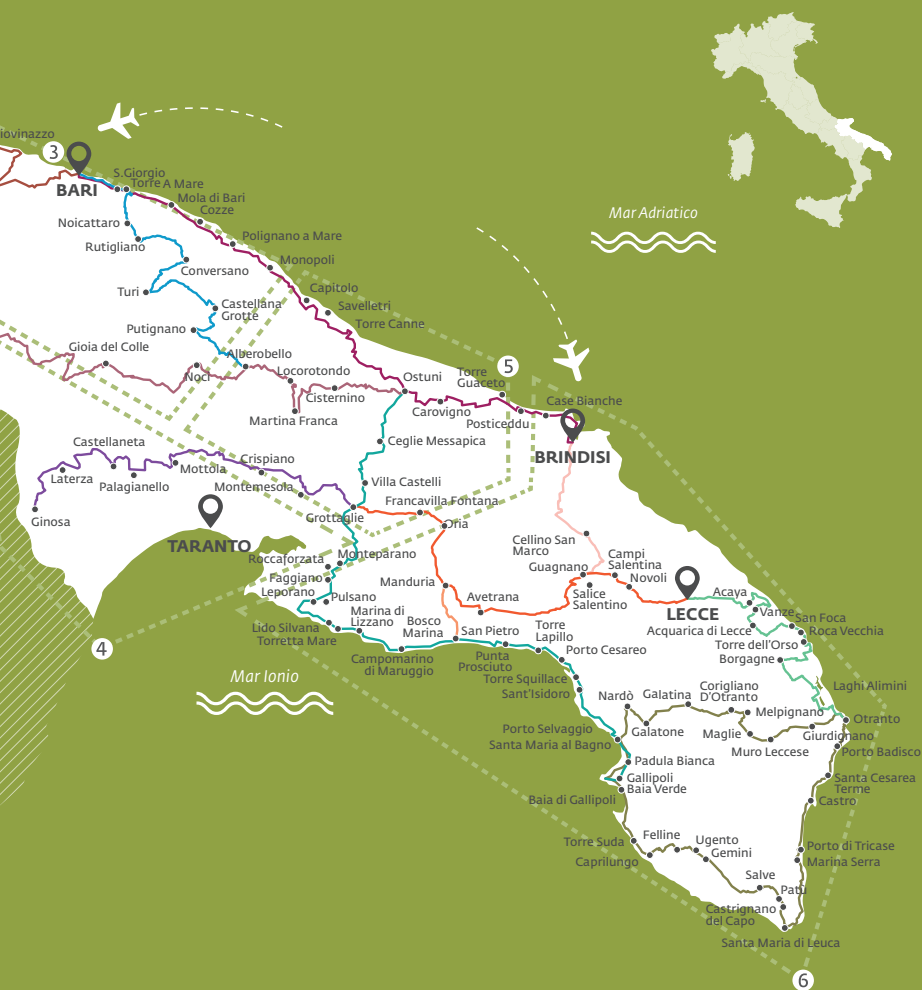 iovinazzo
3
BARI
S.Giorgio
Torre A Mare
Mola di Bari
Cozze
Noicattaro
Rutigliano
Polignano a Mare
Conversano
Monopoli
Mar Adriatico
Turi
Capitolo
Castellana
Grotte
Savelletri
Putignano
Torre Canne
Gioia del Colle
Alberobello
Noci
Locorotondo
Cisternino
Martina Franca
Ostuni
Torre
Guaceto
5
Carovigno
Posticeddu
Case Bianche
BRINDISI
Ceglie Messapica
Castellaneta
Laterza
Palagianello
Mottola
Crispiano
Montemesola
Villa Castelli
Francavilla Fontana
Ginosa
Grottaglie
Oria
TARANTO
Cellino San
Marco
Roccaforzata
Monteparano
Faggiano
Leporano
Pulsano
Manduria
Avetrana
Guagnano
Campi
Salentina
Novoli
Salice
Salentino
LECCE
Acaya
Vanze
San Foca
Roca Vecchia
Acquarica di Lecce
Torre dell'Orso
Borgagne
Lido Silvana
Torretta Mare
Marina di
Lizzano
Bosco
Marina
San Pietro
Torre
Lapillo
4
Campomarino
di Maruggio
Punta
Prosciuto
Porto Cesareo
Torre Squillace
Sant'Isidoro
Mar Ionio
Laghi Alimini
Nardò
Galatina
Corigliano
D'Otranto
Melpignano
Otranto
Porto Selvaggio
Santa Maria al Bagno
Galatone
Maglie
Muro Leccese
Giurdignano
Porto Badisco
Padula Bianca
Gallipoli
Baia Verde
Baia di Gallipoli
Santa Cesarea
Terme
Castro
Torre Suda
Caprilungo
Felline
Ugento
Gemini
Porto di Tricase
Marina Serra
Salve
Patù
Castrignano
del Capo
Santa Maria di Leuca
6